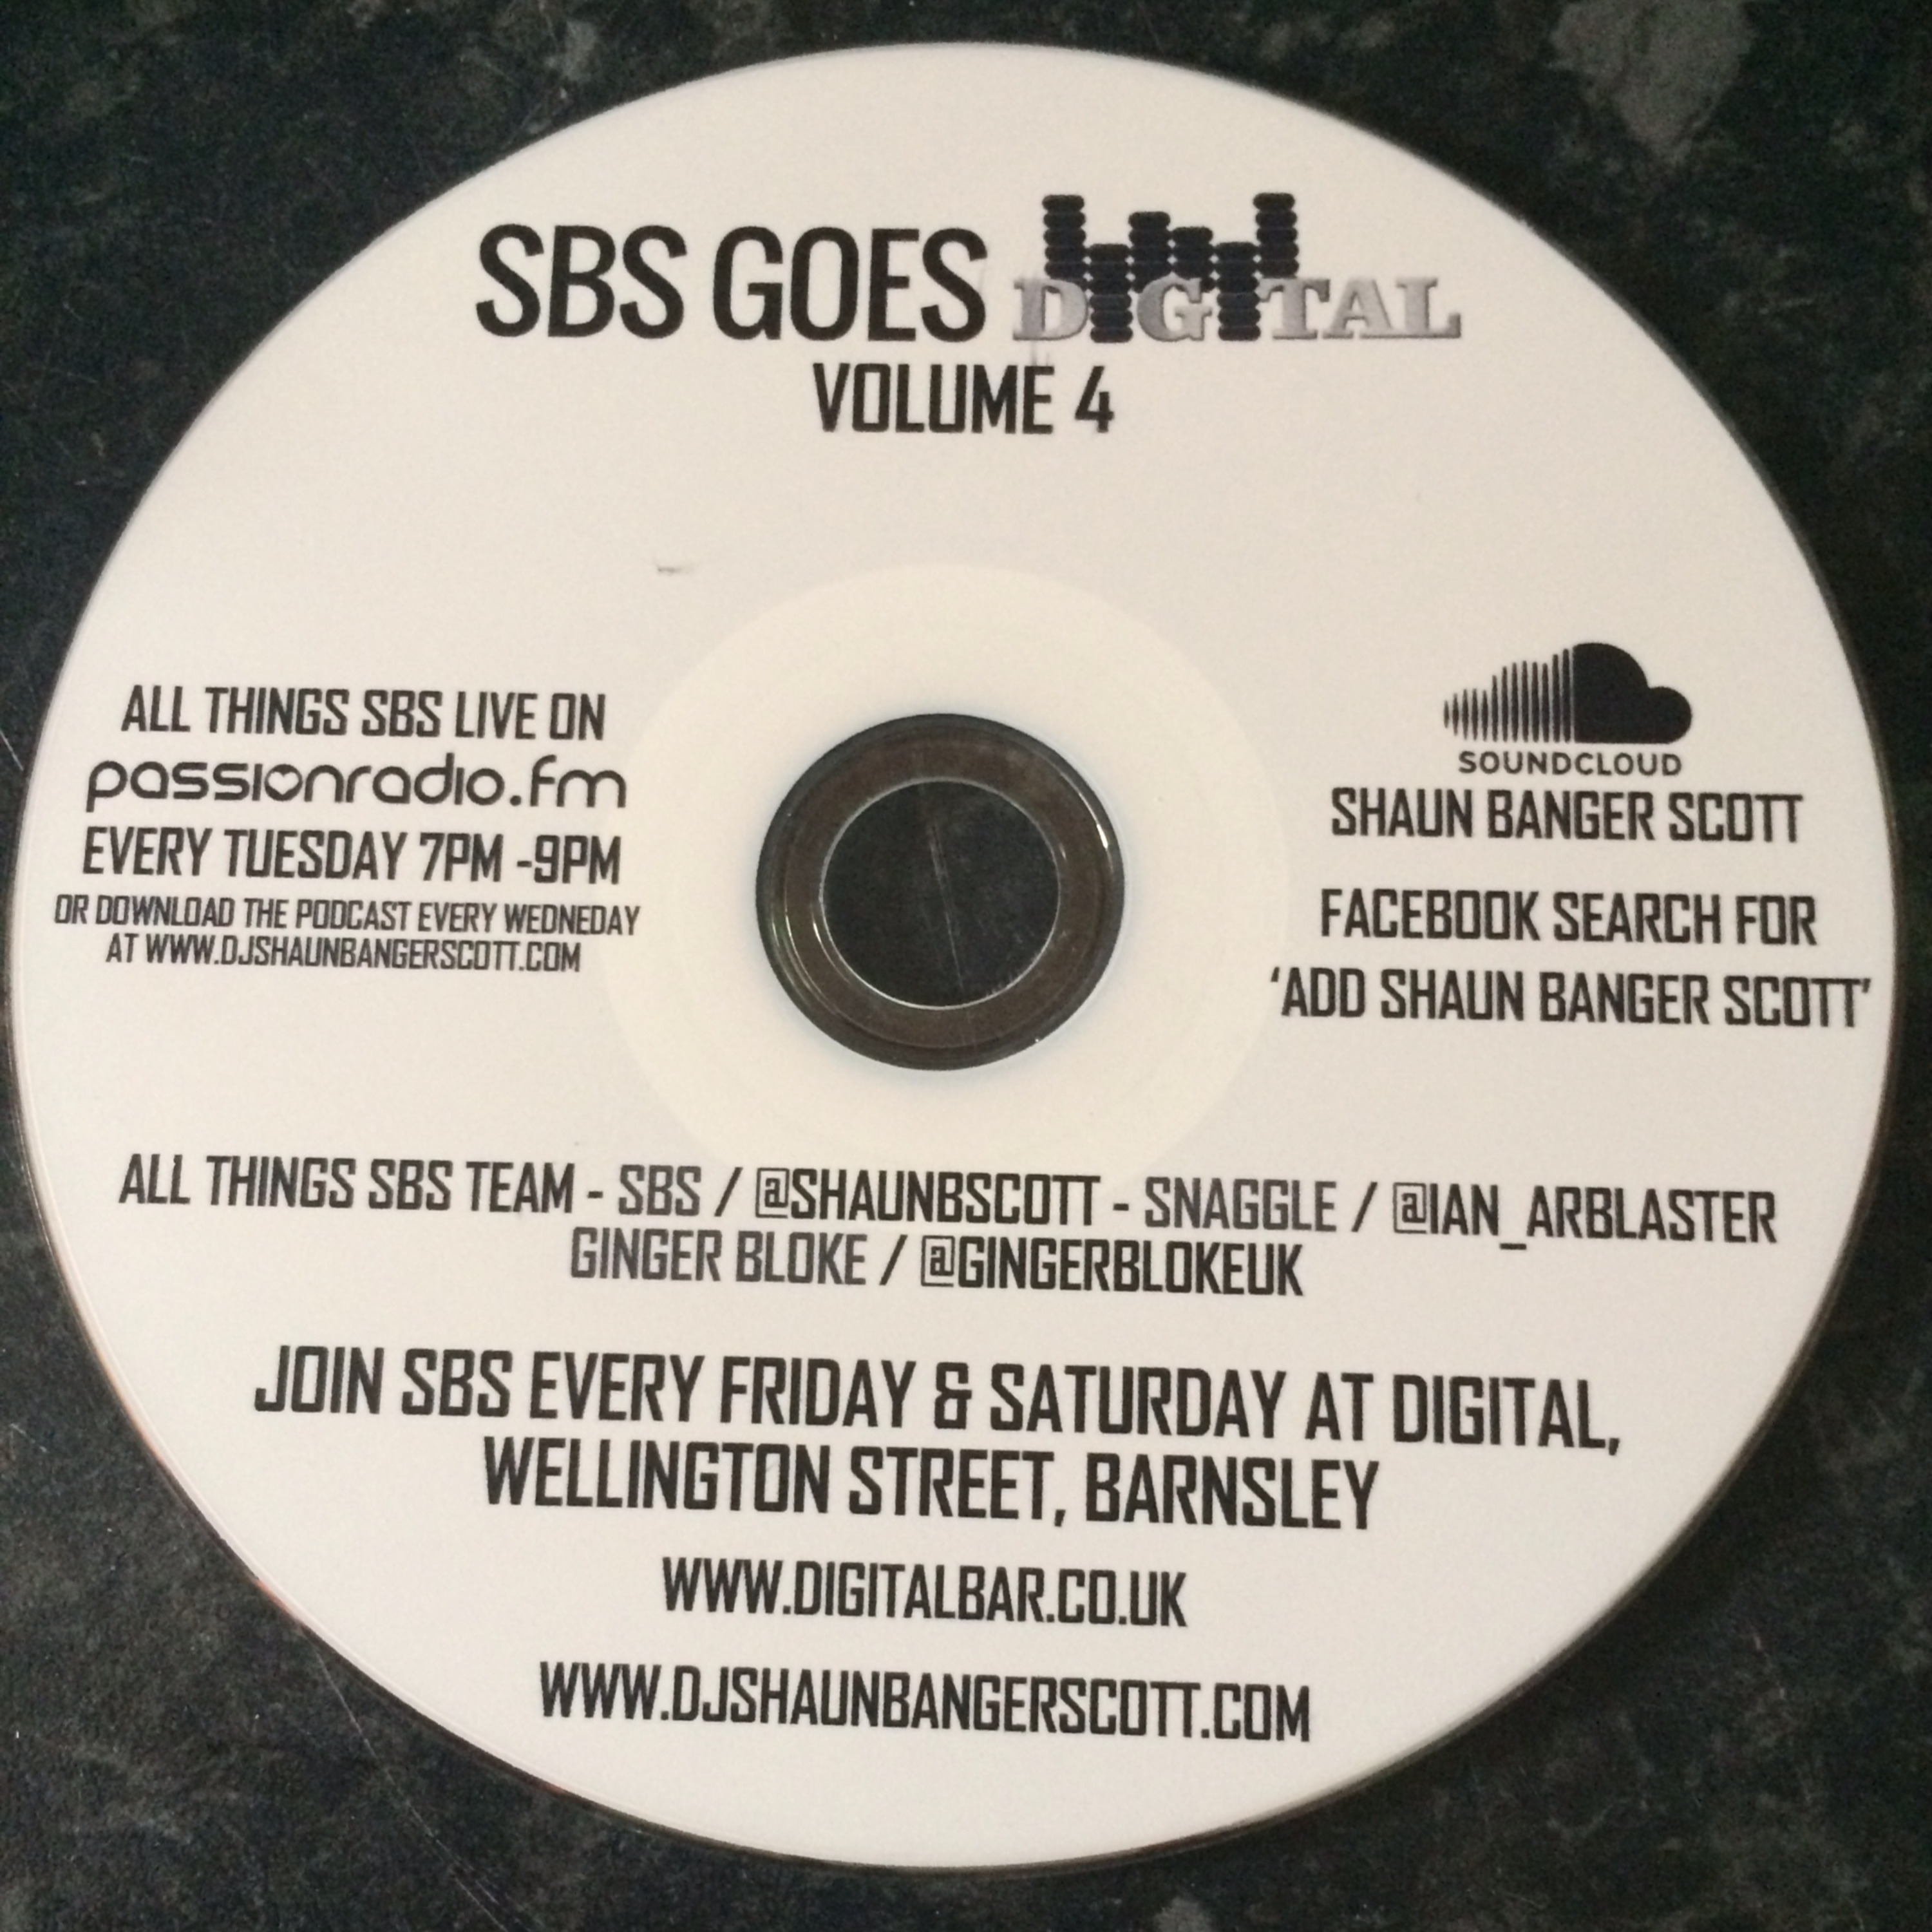 SBS GOES DIGITAL
VOLUME 4
ALL THINGS SBS LIVE ON
passionradio.fm
EVERY TUESDAY 7PM -9PM
OR DOWNLOAD THE PODCAST EVERY WEDNEDAY
AT WWW.DJSHAUNBANGERSCOTT.COM
SOUNDCLOUD
SHAUN BANGER SCOTT
FACEBOOK SEARCH FOR
'ADD SHAUN BANGER SCOTT'
ALL THINGS SBS TEAM - SBS / @SHAUNBSCOTT - SNAGGLE / @IAN_ARBLASTER
GINGER BLOKE / @GINGERBLOKEUK
JOIN SBS EVERY FRIDAY & SATURDAY AT DIGITAL,
WELLINGTON STREET, BARNSLEY
WWW.DIGITALBAR.CO.UK
WWW.DJSHAUNBANGERSCOTT.COM